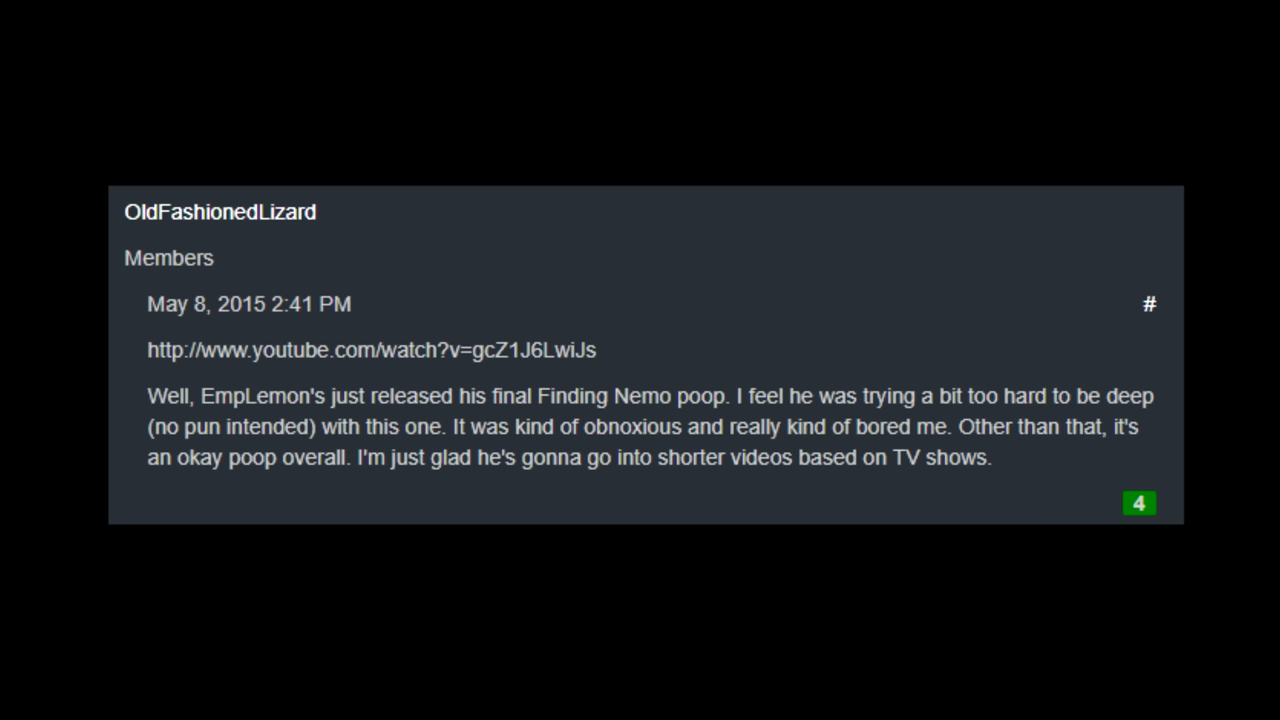 OldFashionedLizard
Members
May 8, 2015 2:41 PM #
http://www.youtube.com/watch?v=gcZ1J6LwiJs
Well, EmpLemon's just released his final Finding Nemo poop. I feel he was trying a bit too hard to be deep
(no pun intended) with this one. It was kind of obnoxious and really kind of bored me. Other than that, it's
an okay poop overall. I'm just glad he's gonna go into shorter videos based on TV shows.
4